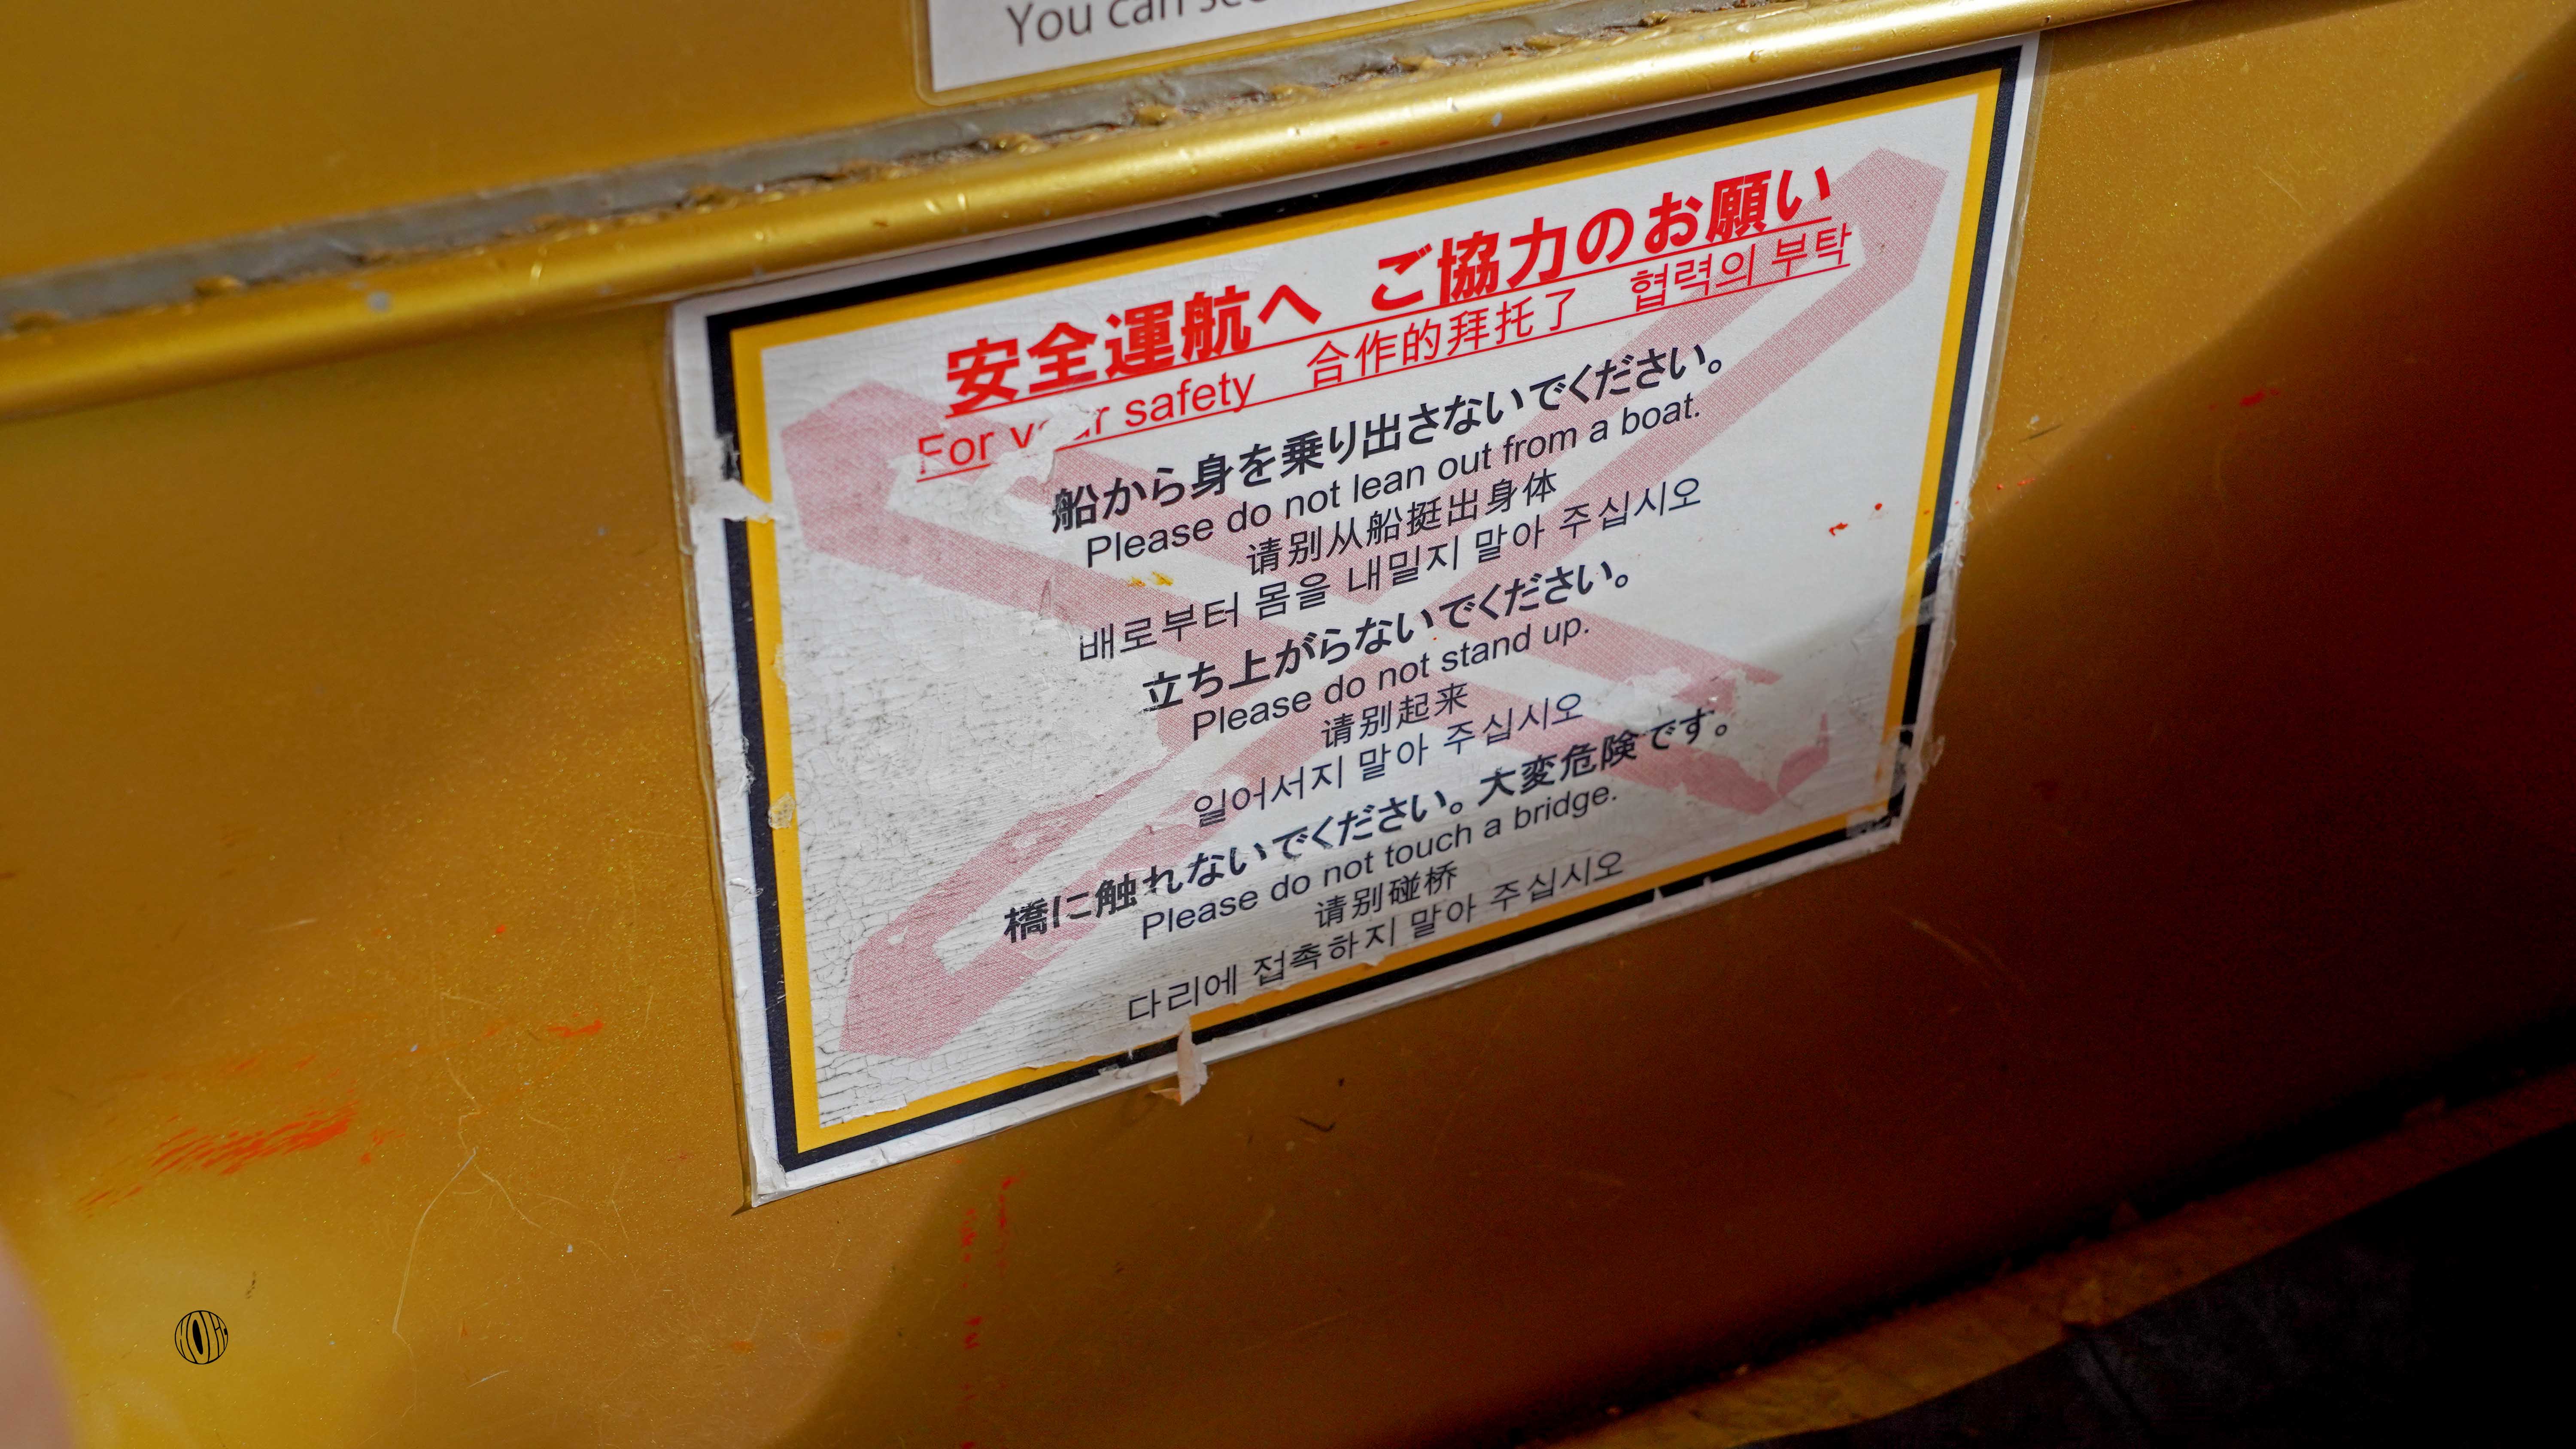 You can see
安全運航へ ご協力のお願い
For your safety 合作的拜托了 협력의 부탁
船から身を乗り出さないでください。
Please do not lean out from a boat.
请别从船挺出身体
배로부터 몸을 내밀지 말아 주십시오
立ち上がらないでください。
Please do not stand up.
请别起来
일어서지 말아 주십시오
橋に触れないでください。大変危険です。
Please do not touch a bridge.
请别碰桥
다리에 접촉하지 말아 주십시오